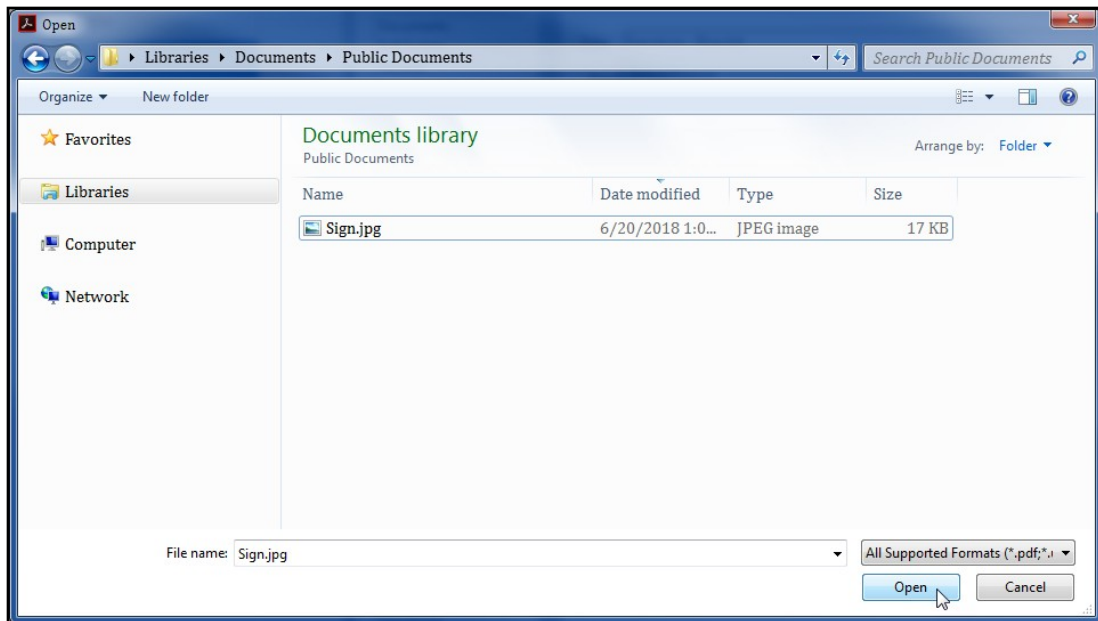 Open
Libraries Documents Public Documents Search Public Documents
Organize New folder
Favorites
Libraries
Computer
Network
Documents library
Public Documents
Arrange by: Folder
Name Date modified Type Size
Sign.jpg 6/20/2018 1:0... JPEG image 17 KB
File name: Sign.jpg All Supported Formats (*.pdf;*.
Open Cancel